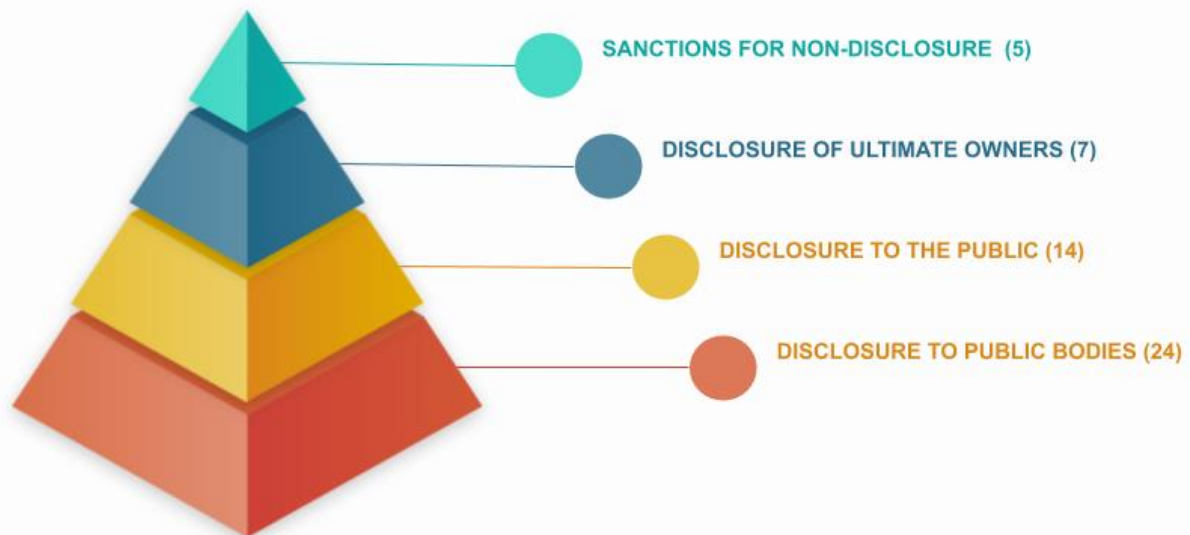 SANCTIONS FOR NON-DISCLOSURE (5)
DISCLOSURE OF ULTIMATE OWNERS (7)
DISCLOSURE TO THE PUBLIC (14)
DISCLOSURE TO PUBLIC BODIES (24)